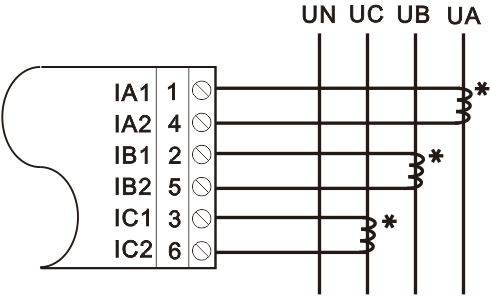 UN UC UB UA
IA1 1 *
IA2 4
IB1 2 *
IB2 5
IC1 3 *
IC2 6